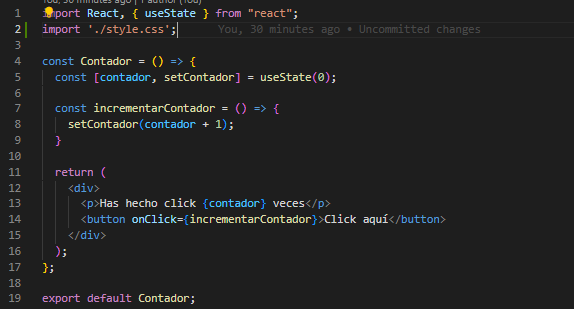 You, 30 minutes ago | 1 author (You)
1 import React, { useState } from "react";
2 import './style.css'; You, 30 minutes ago • Uncommitted changes
3
4 const Contador = () => {
5 const [contador, setContador] = useState(0);
6
7 const incrementarContador = () => {
8 setContador(contador + 1);
9 }
10
11 return (
12 <div>
13 <p>Has hecho click {contador} veces</p>
14 <button onClick={incrementarContador}>Click aquí</button>
15 </div>
16 );
17 };
18
19 export default Contador;